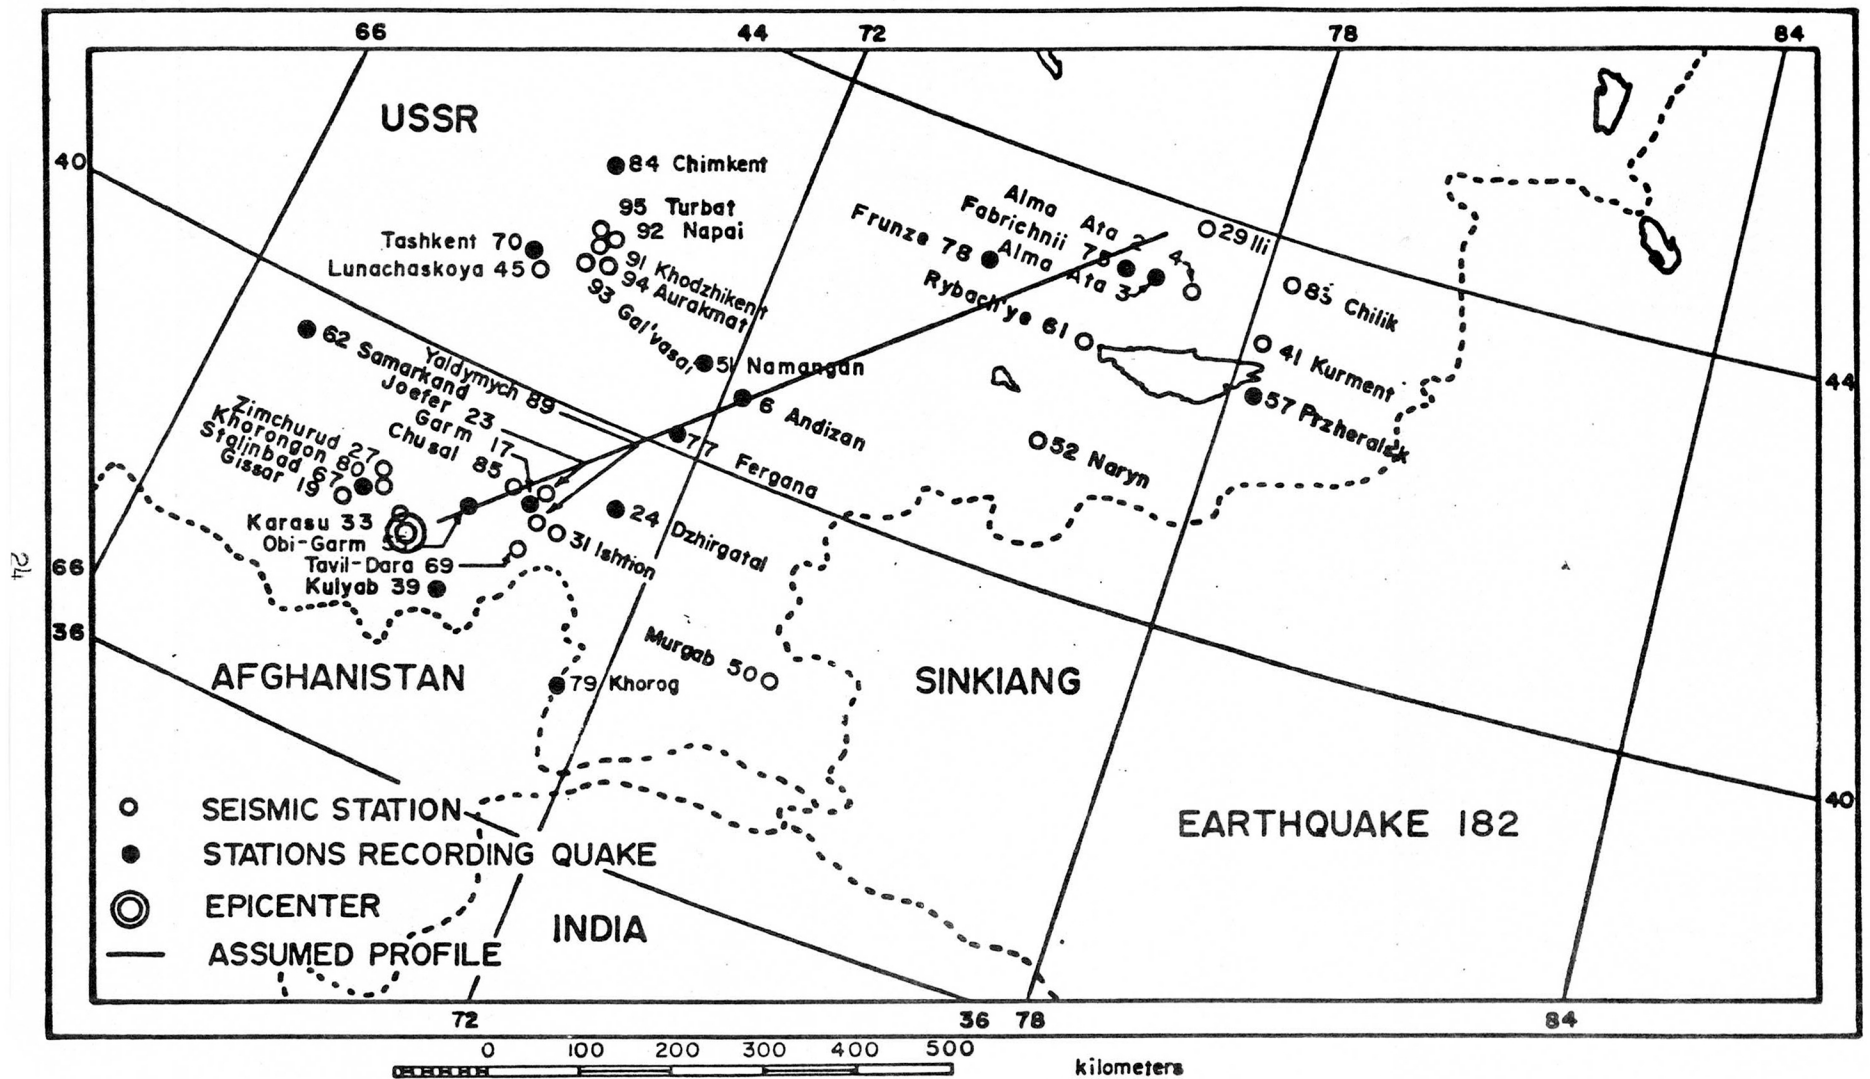 66 44 72 78 84
USSR
40
84 Chimkent
95 Turbat
92 Napai
Tashkent 70
Lunachaskoya 45
91 Khodzhikent
94 Aurakmat
93 Gal'vasai
Alma Ata 2
Fabrichnii 75
Frunze 78
Alma Ata 3
4
29 Ili
83 Chilik
Rybach'ye 61
41 Kurment
57 Przheralsk
44
62 Samarkand
Yaldymych 89
Joefer 23
Garm 17
Chusal 85
51 Namangan
6 Andizan
77 Fergana
52 Naryn
Zimchurud 27
Khorongon 80
Stalinbad 67
Gissar 19
24 Dzhirgatal
Karasu 33
Obi-Garm 55
31 Ishtion
Tavil-Dara 69
Kulyab 39
66
36
24
AFGHANISTAN
79 Khorog
Murgab 50
SINKIANG
40
EARTHQUAKE 182
INDIA
SEISMIC STATION
STATIONS RECORDING QUAKE
EPICENTER
ASSUMED PROFILE
72 36 78 84
0 100 200 300 400 500
kilometers